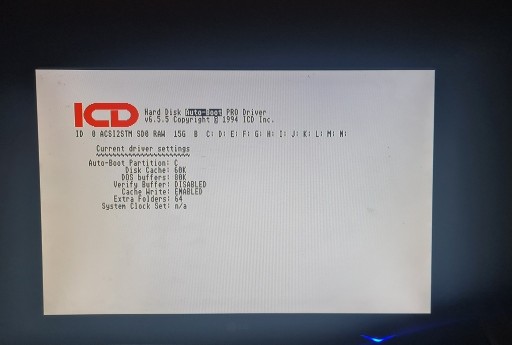 ICD
Hard Disk Auto-Boot PRO Driver
v6.5.5 Copyright © 1994 ICD Inc.
ID 0 ACSI2STM SD0 RAW 15G B C: D: E: F: G: H: I: J: K: L: M: N:
Current driver settings
Auto-Boot Partition: C
Disk Cache: 60K
DOS buffers: 80K
Verify Buffer: DISABLED
Cache Write: ENABLED
Extra Folders: 64
System Clock Set: n/a